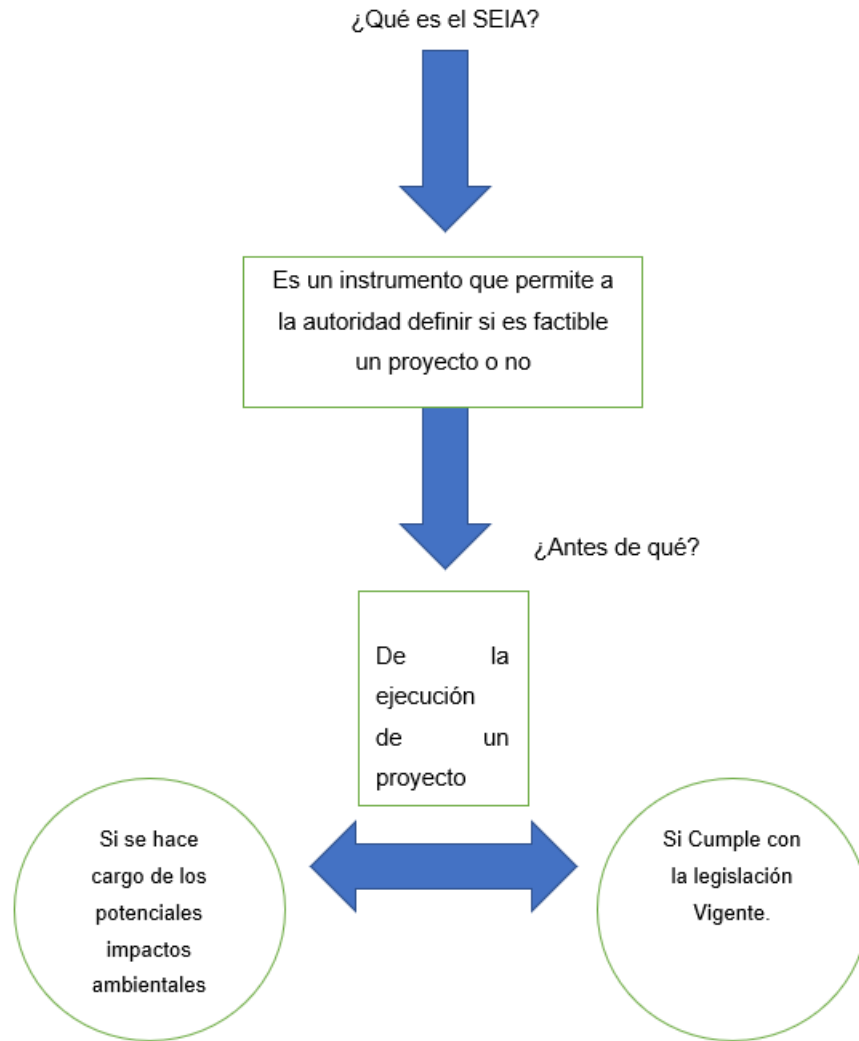 ¿Qué es el SEIA?
Es un instrumento que permite a
la autoridad definir si es factible
un proyecto o no
¿Antes de qué?
De la
ejecución
de un
proyecto
Si se hace
cargo de los
potenciales
impactos
ambientales
Si Cumple con
la legislación
Vigente.